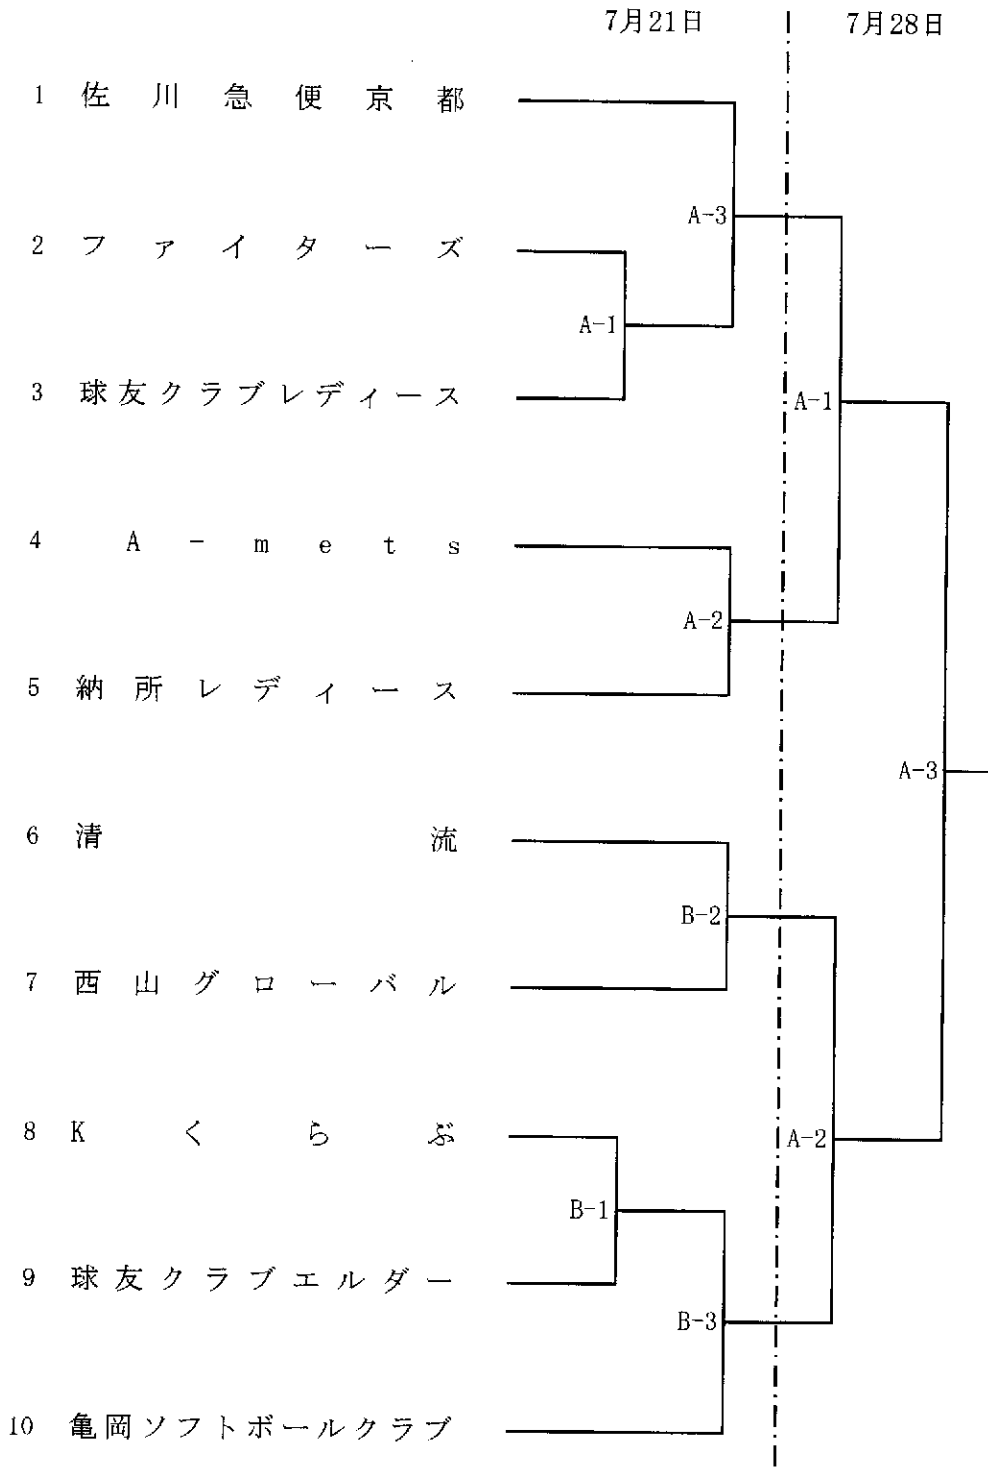 7月21日 7月28日
1 佐川急便京都
A-3
2 ファイターズ
A-1
3 球友クラブレディース
A-1
4 A-mets
A-2
5 納所レディース
A-3
6 清流
B-2
7 西山グローバル
8 Kくらぶ
A-2
B-1
9 球友クラブエルダー
B-3
10 亀岡ソフトボールクラブ